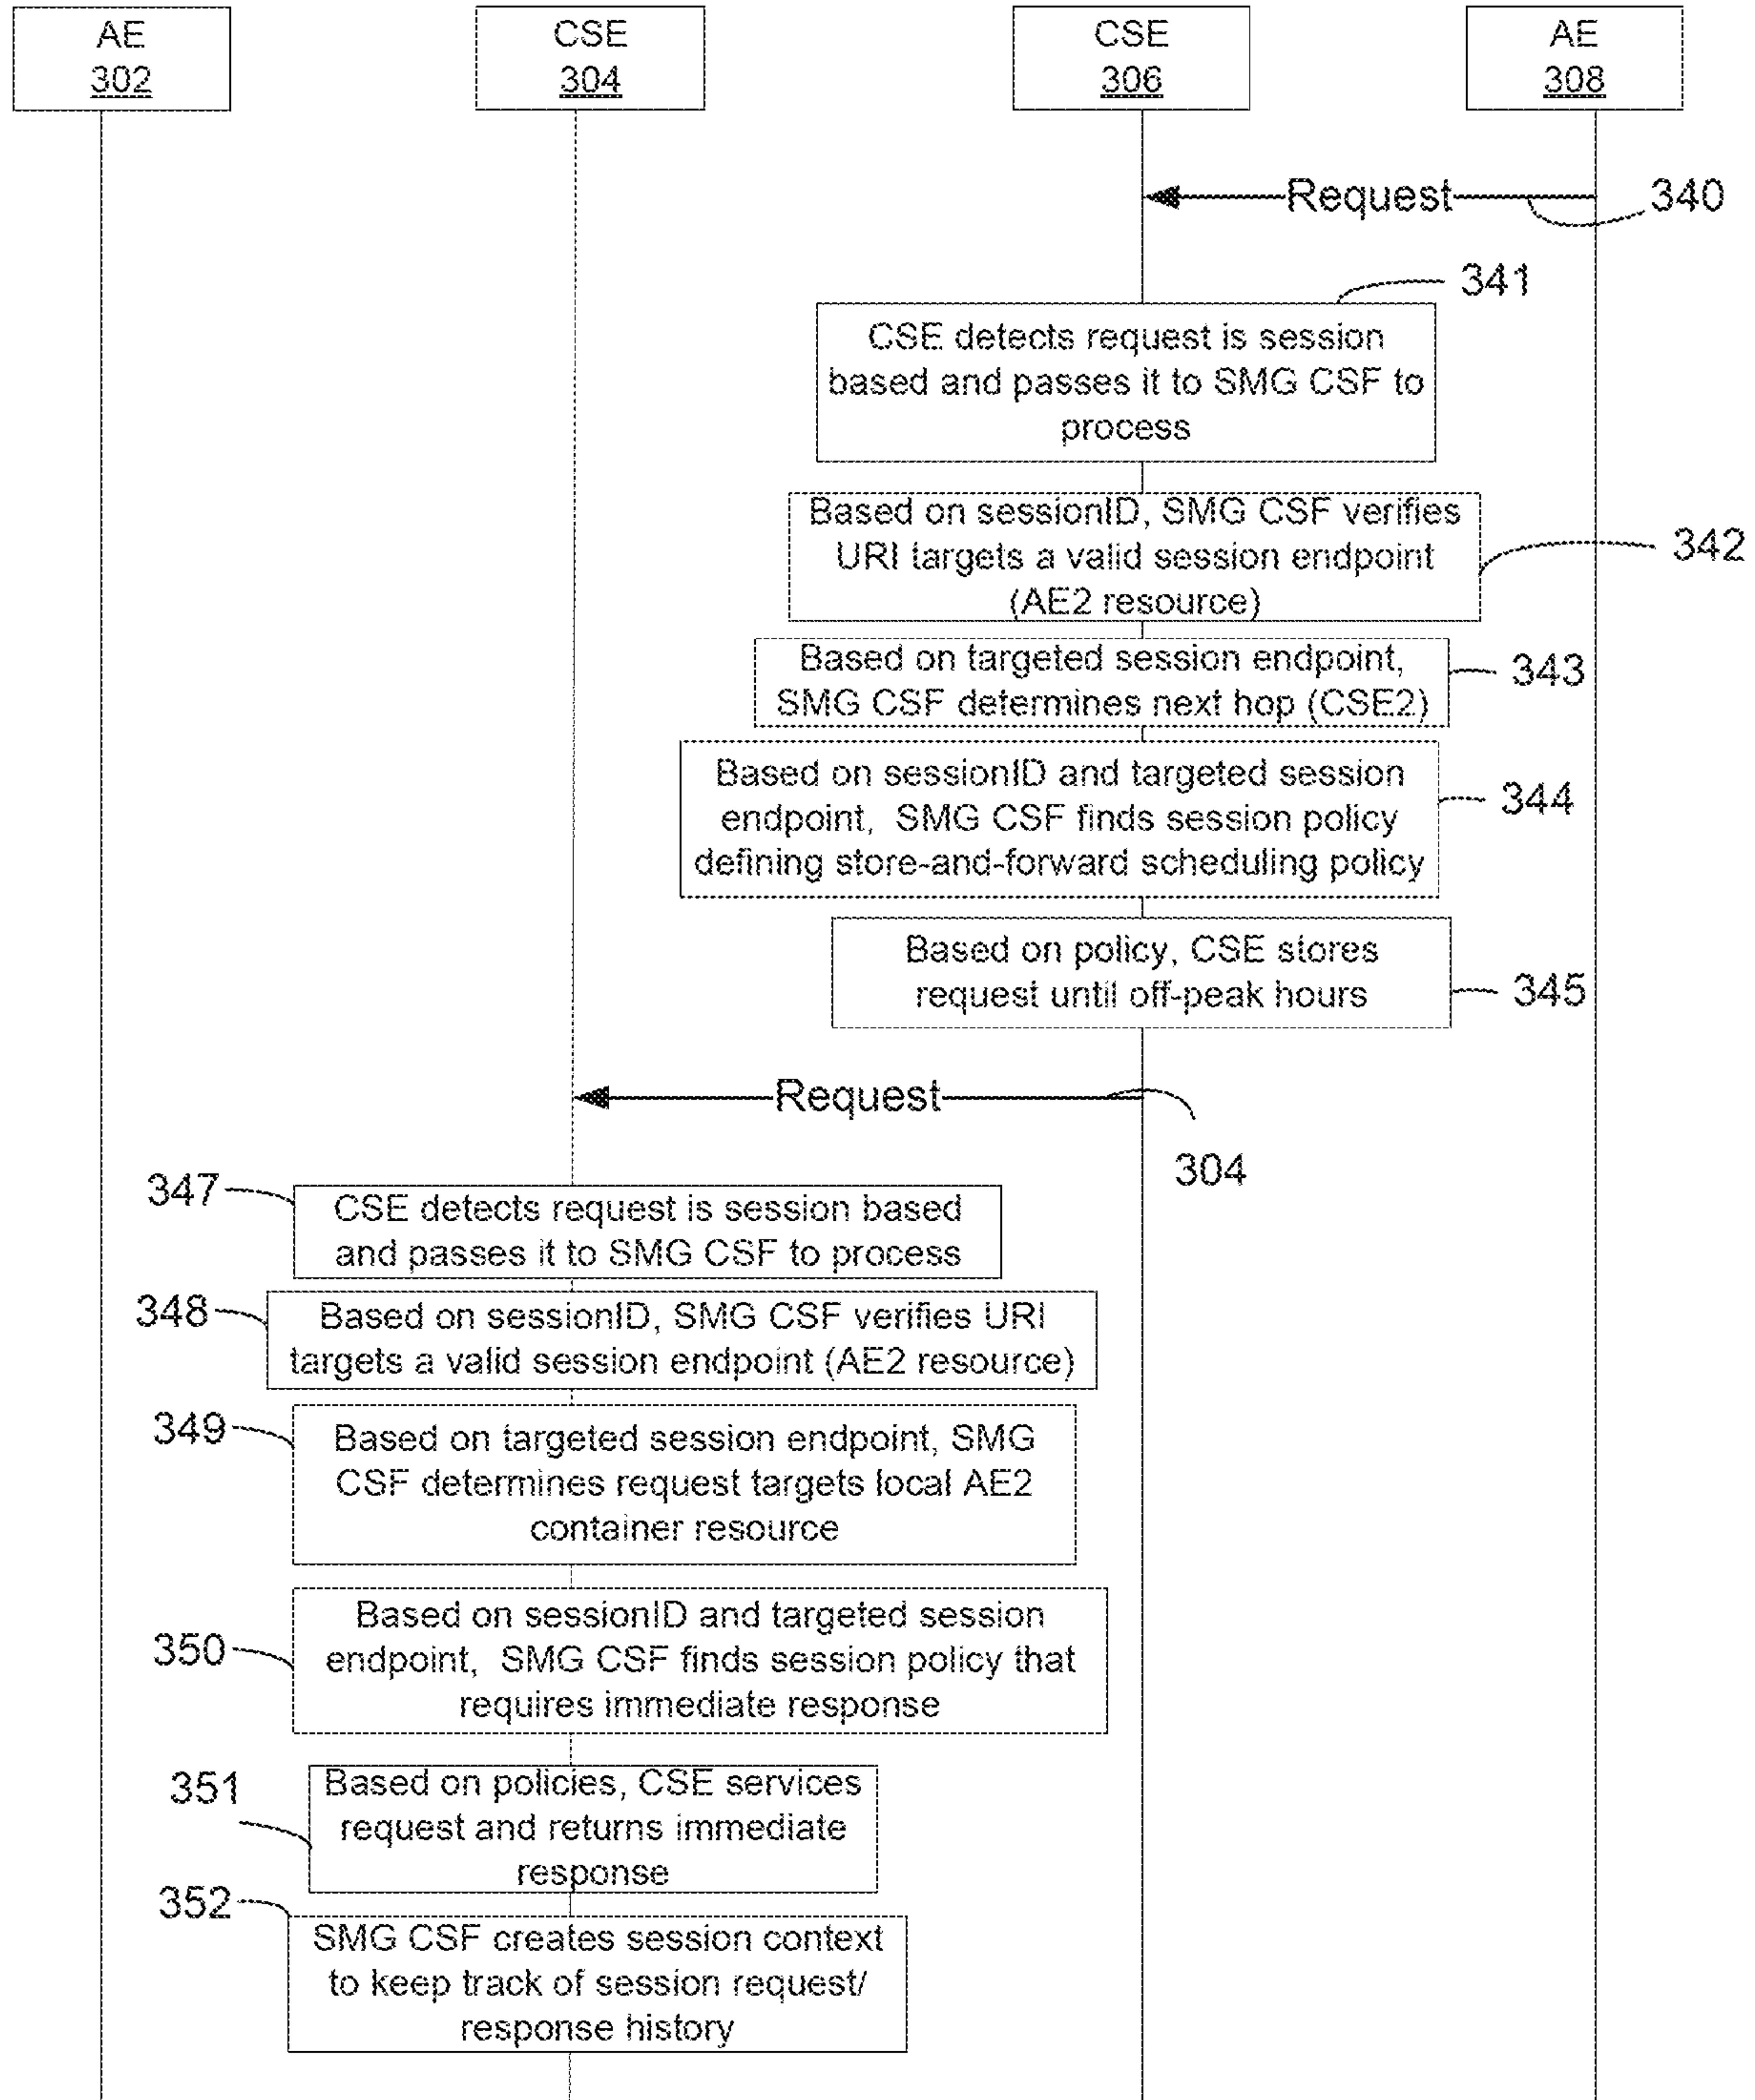 AE
302
CSE
304
CSE
306
AE
308
Request
340
341
CSE detects request is session
based and passes it to SMG CSF to
process
Based on sessionID, SMG CSF verifies
URI targets a valid session endpoint
(AE2 resource)
342
Based on targeted session endpoint,
SMG CSF determines next hop (CSE2)
343
Based on sessionID and targeted session
endpoint, SMG CSF finds session policy
defining store-and-forward scheduling policy
344
Based on policy, CSE stores
request until off-peak hours
345
Request
304
347
CSE detects request is session based
and passes it to SMG CSF to process
348
Based on sessionID, SMG CSF verifies URI
targets a valid session endpoint (AE2 resource)
349
Based on targeted session endpoint, SMG
CSF determines request targets local AE2
container resource
350
Based on sessionID and targeted session
endpoint, SMG CSF finds session policy that
requires immediate response
351
Based on policies, CSE services
request and returns immediate
response
352
SMG CSF creates session context
to keep track of session request/
response history